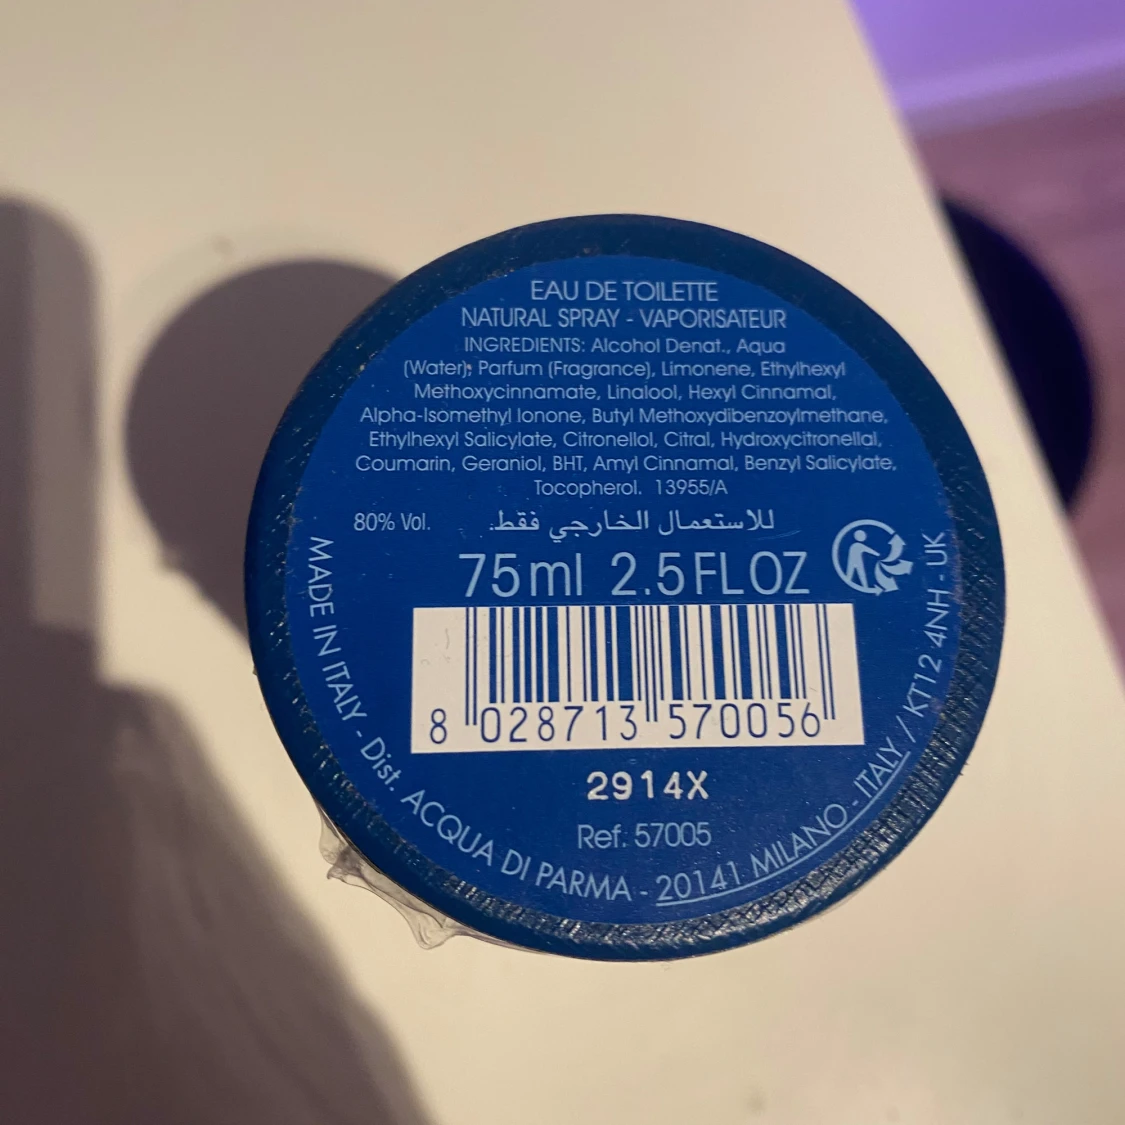 EAU DE TOILETTE
NATURAL SPRAY - VAPORISATEUR
INGREDIENTS: Alcohol Denat., Aqua
(Water), Parfum (Fragrance), Limonene, Ethylhexyl
Methoxycinnamate, Linalool, Hexyl Cinnamal,
Alpha-Isomethyl Ionone, Butyl Methoxydibenzoylmethane,
Ethylhexyl Salicylate, Citronellol, Citral, Hydroxycitronellal,
Coumarin, Geraniol, BHT, Amyl Cinnamal, Benzyl Salicylate,
Tocopherol. 13955/A
80% Vol. للاستعمال الخارجي فقط.
75ml 2.5FLOZ
8 028713 570056
2914X
Ref. 57005
MADE IN ITALY - Dist. ACQUA DI PARMA - 20141 MILANO - ITALY / KT12 4NH - UK